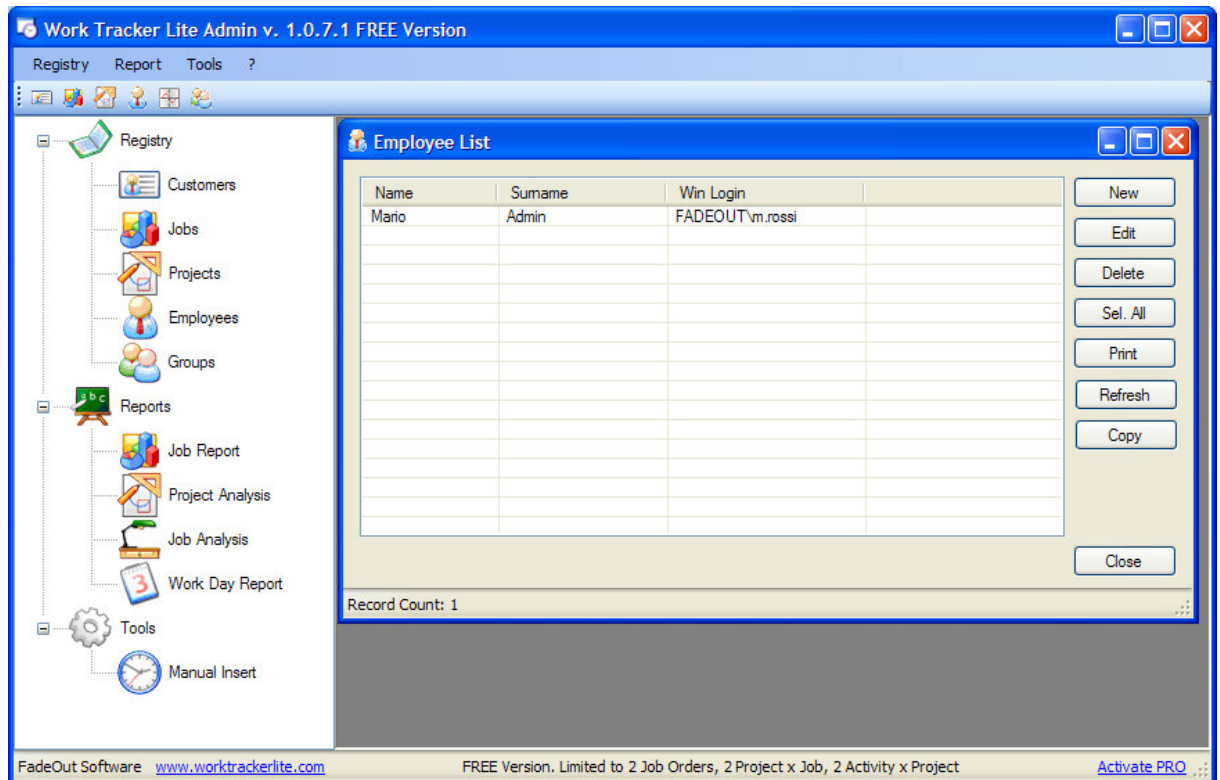 Work Tracker Lite Admin v. 1.0.7.1 FREE Version
Registry Report Tools ?
Registry
Customers
Jobs
Projects
Employees
Groups
Reports
abc
Job Report
Project Analysis
Job Analysis
3
Work Day Report
Tools
Manual Insert
Employee List
Name Surname Win Login
Mario Admin FADEOUT\m.rossi
New
Edit
Delete
Sel. All
Print
Refresh
Copy
Close
Record Count: 1
FadeOut Software www.worktrackerlite.com FREE Version. Limited to 2 Job Orders, 2 Project x Job, 2 Activity x Project Activate PRO